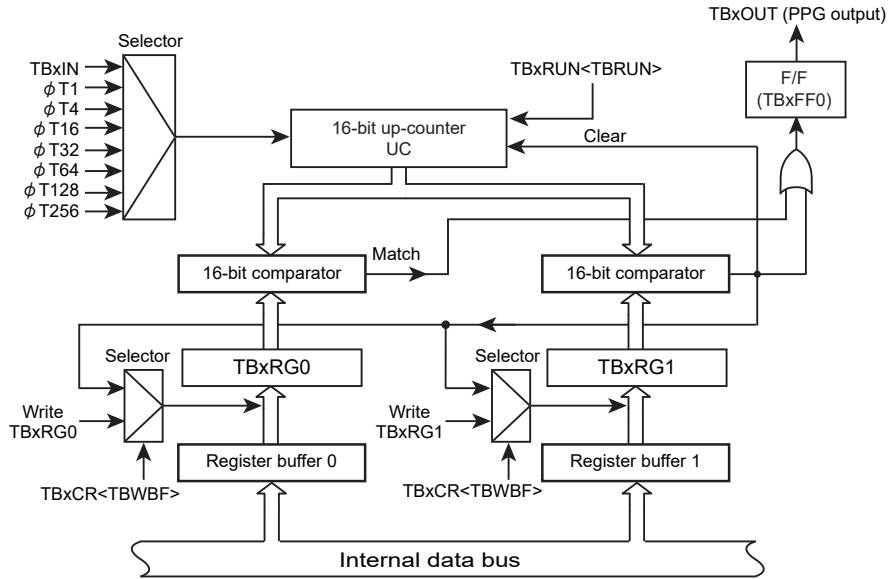 TBxOUT (PPG output)
Selector
TBxIN
ϕT1
ϕT4
ϕT16
ϕT32
ϕT64
ϕT128
ϕT256
TBxRUN<TBRUN>
F/F
(TBxFF0)
16-bit up-counter
UC
Clear
Match
16-bit comparator
16-bit comparator
Selector
TBxRG0
Selector
TBxRG1
Write
TBxRG0
Write
TBxRG1
Register buffer 0
Register buffer 1
TBxCR<TBWBF>
TBxCR<TBWBF>
Internal data bus